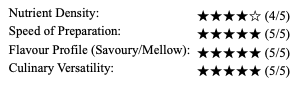 Nutrient Density: ★★★★☆ (4/5)
Speed of Preparation: ★★★★★ (5/5)
Flavour Profile (Savoury/Mellow): ★★★★★ (5/5)
Culinary Versatility: ★★★★★ (5/5)